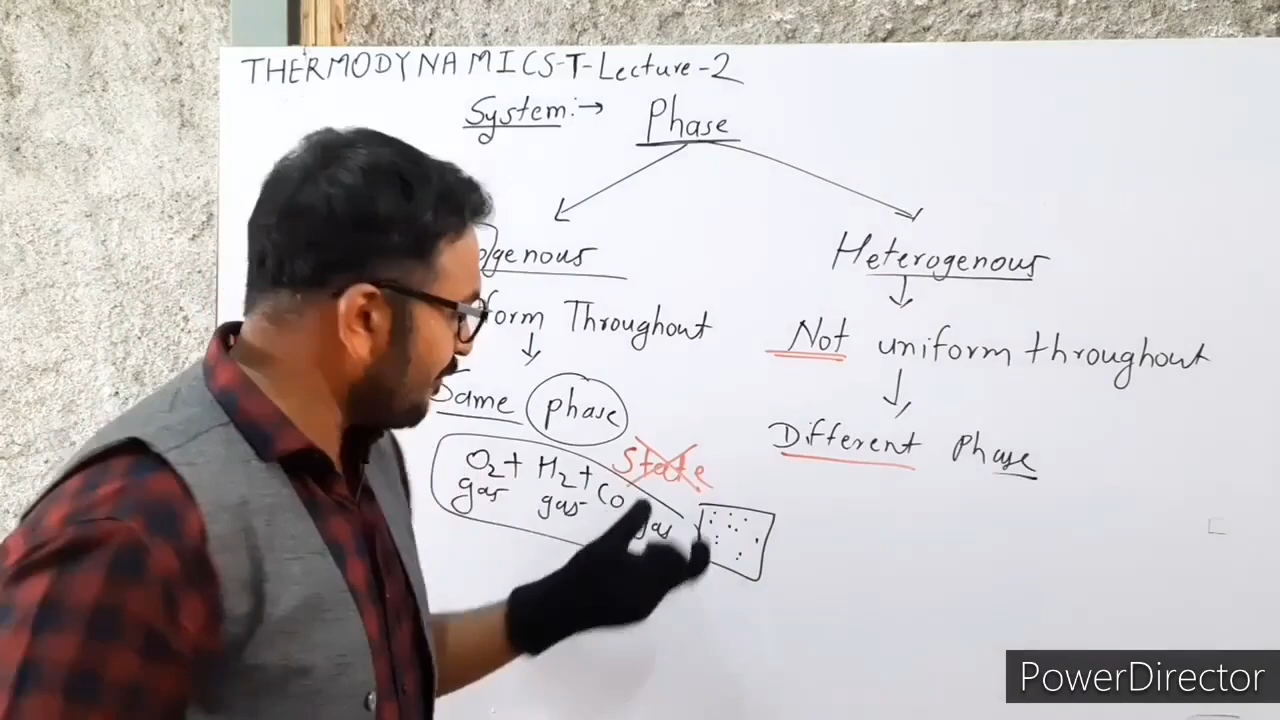 THERMODYNAMICS-T-Lecture-2
System:→ Phase
ogenous
Heterogenous
form Throughout
Not uniform throughout
Same phase
Different Phase
State
O2+ H2+ CO
gas gas gas
PowerDirector